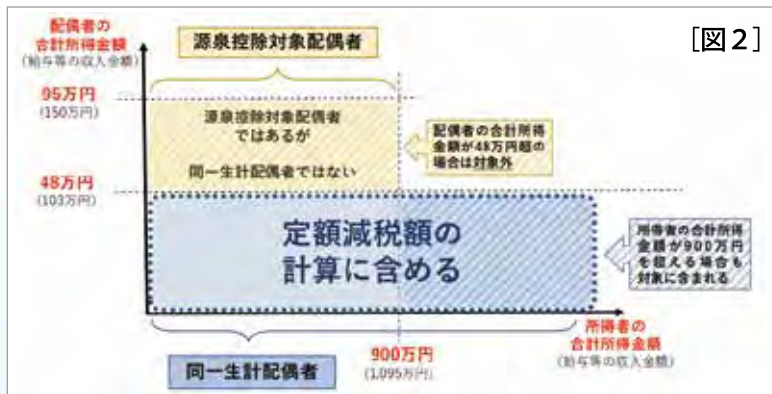 [図2]
配偶者の
合計所得金額
(給与等の収入金額)
源泉控除対象配偶者
95万円
(150万円)
源泉控除対象配偶者
ではあるが
同一生計配偶者ではない
配偶者の合計所得
金額が48万円超の
場合は対象外
48万円
(103万円)
定額減税額の
計算に含める
所得者の合計所得
金額が900万円
を超える場合も
対象に含まれる
同一生計配偶者
900万円
(1,095万円)
所得者の
合計所得金額
(給与等の収入金額)